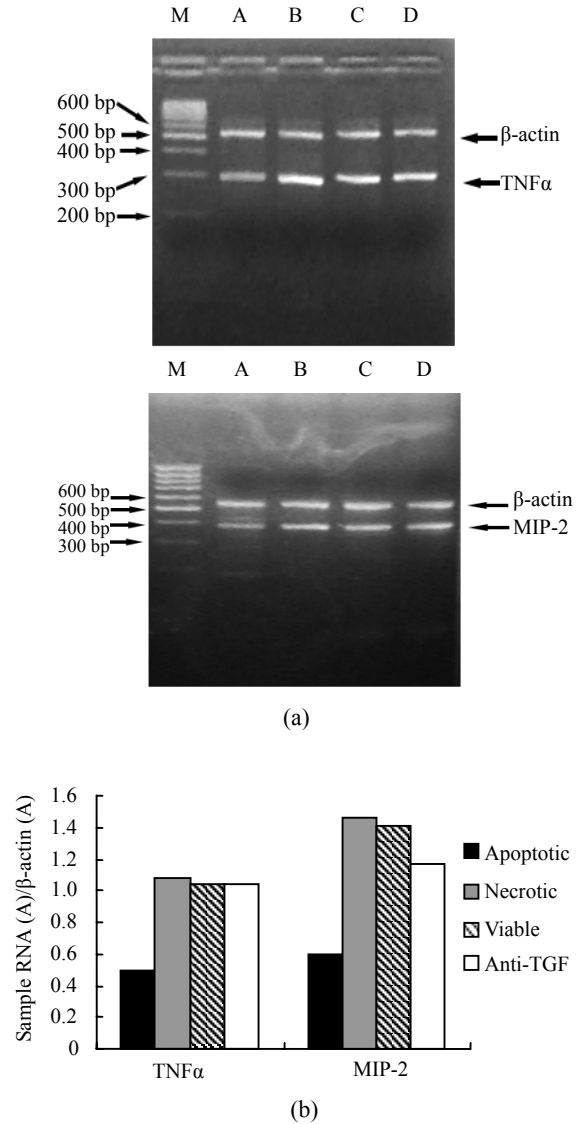 M A B C D
600 bp
500 bp
400 bp
300 bp
200 bp
β-actin
TNFα
M A B C D
600 bp
500 bp
400 bp
300 bp
β-actin
MIP-2
(a)
Sample RNA (A)/β-actin (A)
1.6
1.4
1.2
1.0
0.8
0.6
0.4
0.2
0
TNFα MIP-2
Apoptotic
Necrotic
Viable
Anti-TGF
(b)